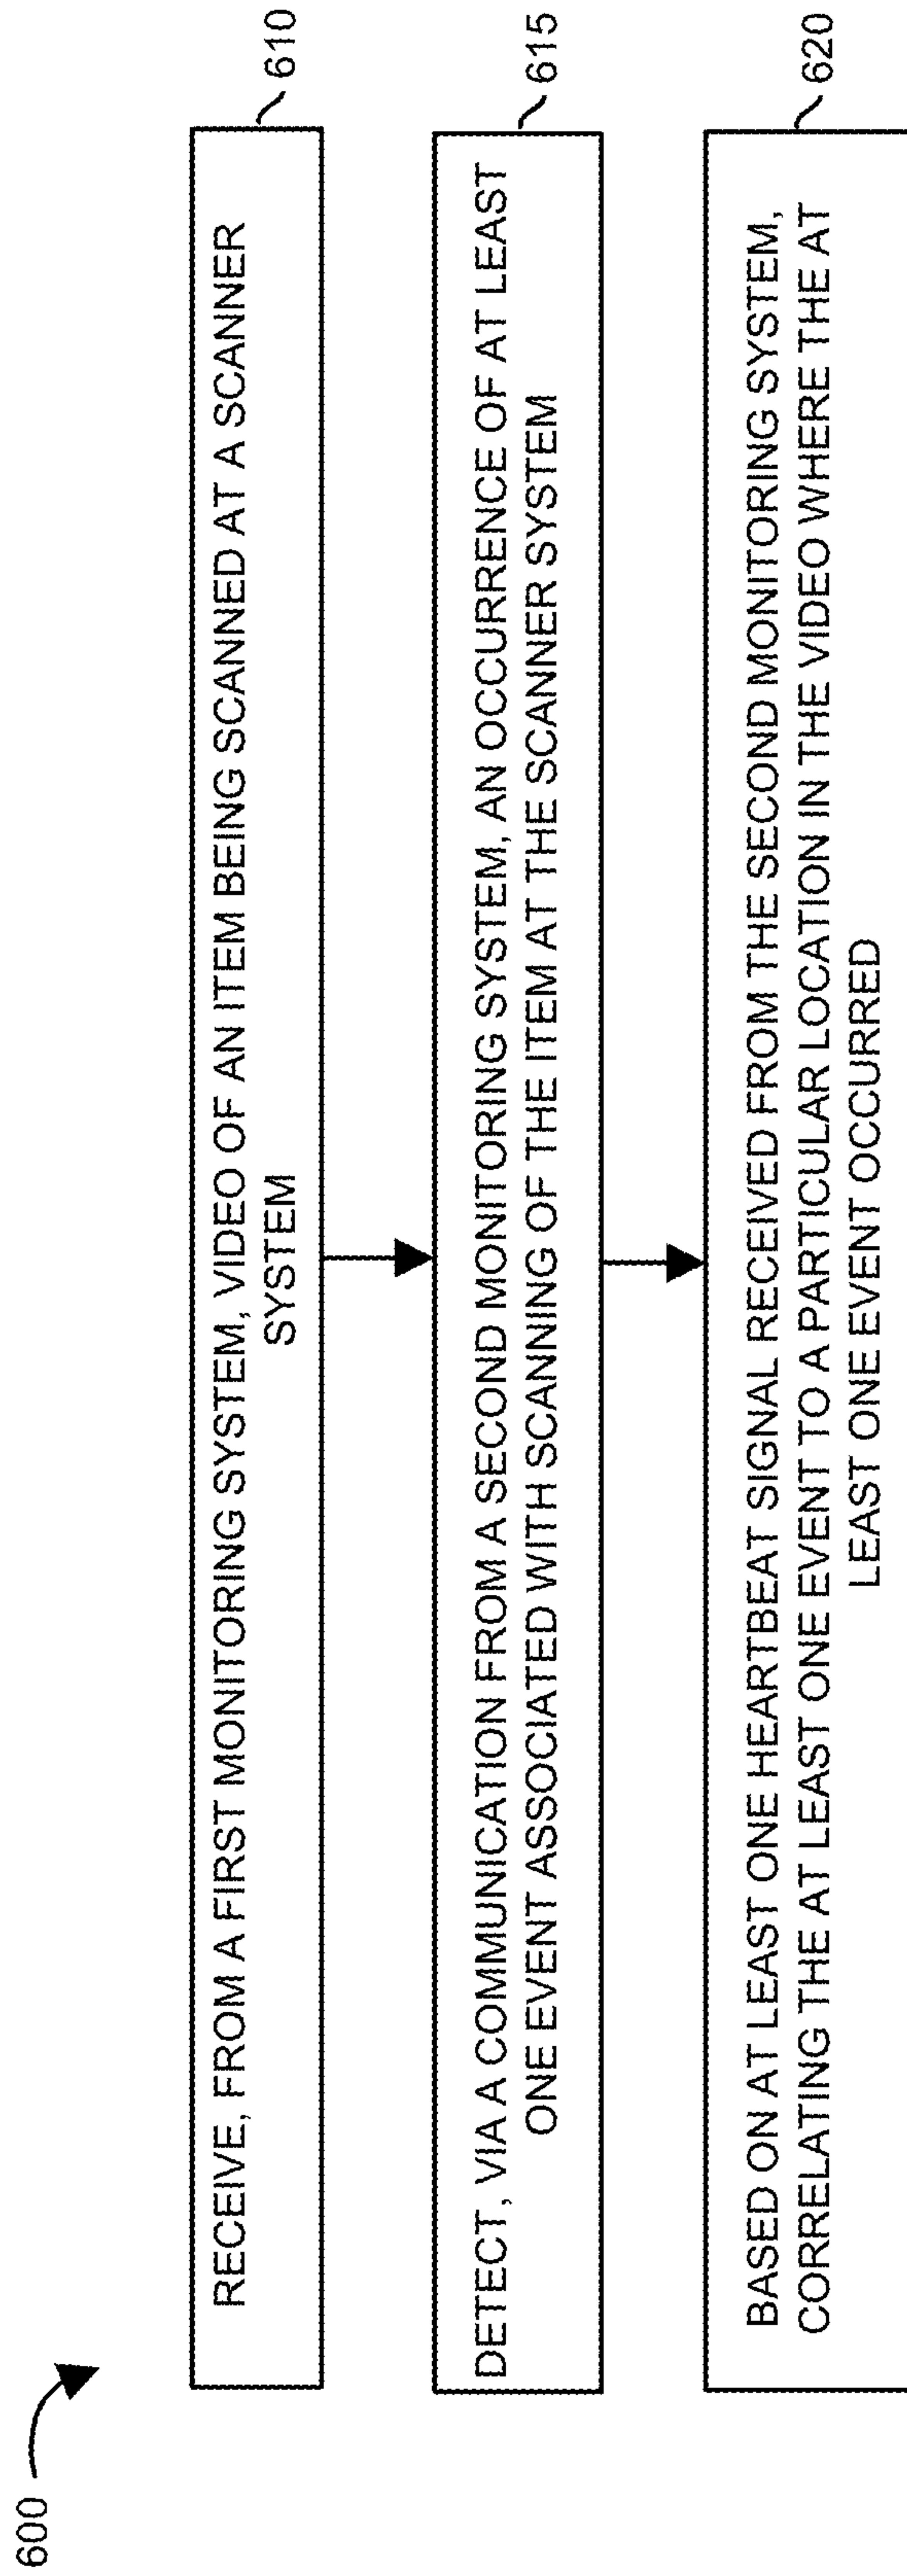 600
RECEIVE, FROM A FIRST MONITORING SYSTEM, VIDEO OF AN ITEM BEING SCANNED AT A SCANNER
SYSTEM
610
DETECT, VIA A COMMUNICATION FROM A SECOND MONITORING SYSTEM, AN OCCURRENCE OF AT LEAST
ONE EVENT ASSOCIATED WITH SCANNING OF THE ITEM AT THE SCANNER SYSTEM
615
BASED ON AT LEAST ONE HEARTBEAT SIGNAL RECEIVED FROM THE SECOND MONITORING SYSTEM,
CORRELATING THE AT LEAST ONE EVENT TO A PARTICULAR LOCATION IN THE VIDEO WHERE THE AT
LEAST ONE EVENT OCCURRED
620